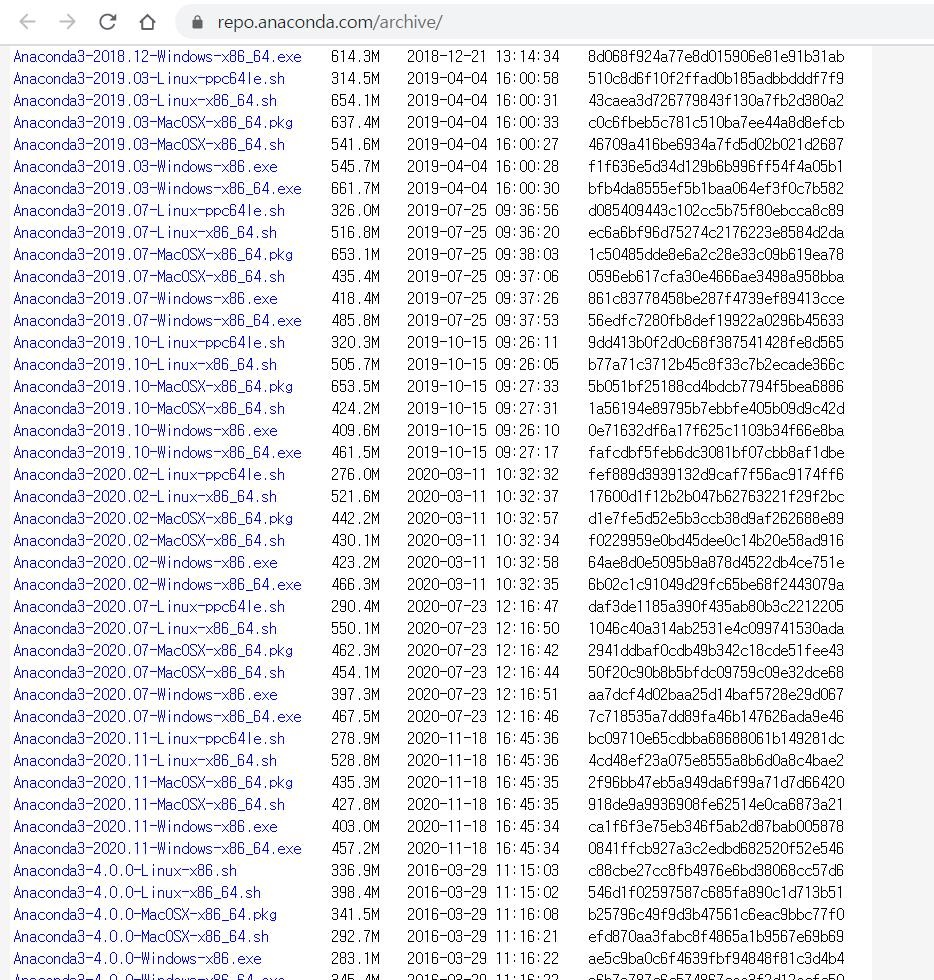 repo.anaconda.com/archive/
Anaconda3-2018.12-Windows-x86_64.exe 614.3M 2018-12-21 13:14:34 8d068f924a77e8d015906e81e91b31ab
Anaconda3-2019.03-Linux-ppc64le.sh 314.5M 2019-04-04 16:00:58 510c8d6f10f2ffad0b185adbbdddf7f9
Anaconda3-2019.03-Linux-x86_64.sh 654.1M 2019-04-04 16:00:31 43caea3d726779843f130a7fb2d380a2
Anaconda3-2019.03-MacOSX-x86_64.pkg 637.4M 2019-04-04 16:00:33 c0c6fbeb5c781c510ba7ee44a8d8efcb
Anaconda3-2019.03-MacOSX-x86_64.sh 541.6M 2019-04-04 16:00:27 46709a416be6934a7fd5d02b021d2687
Anaconda3-2019.03-Windows-x86.exe 545.7M 2019-04-04 16:00:28 f1f636e5d34d129b6b996ff54f4a05b1
Anaconda3-2019.03-Windows-x86_64.exe 661.7M 2019-04-04 16:00:30 bfb4da8555ef5b1baa064ef3f0c7b582
Anaconda3-2019.07-Linux-ppc64le.sh 326.0M 2019-07-25 09:36:56 d085409443c102cc5b75f80ebcca8c89
Anaconda3-2019.07-Linux-x86_64.sh 516.8M 2019-07-25 09:36:20 ec6a6bf96d75274c2176223e8584d2da
Anaconda3-2019.07-MacOSX-x86_64.pkg 653.1M 2019-07-25 09:38:03 1c50485dde8e6a2c28e33c09b619ea78
Anaconda3-2019.07-MacOSX-x86_64.sh 435.4M 2019-07-25 09:37:06 0596eb617cfa30e4666ae3498a958bba
Anaconda3-2019.07-Windows-x86.exe 418.4M 2019-07-25 09:37:26 861c83778458be287f4739ef89413cce
Anaconda3-2019.07-Windows-x86_64.exe 485.8M 2019-07-25 09:37:53 56edfc7280fb8def19922a0296b45633
Anaconda3-2019.10-Linux-ppc64le.sh 320.3M 2019-10-15 09:26:11 9dd413b0f2d0c68f387541428fe8d565
Anaconda3-2019.10-Linux-x86_64.sh 505.7M 2019-10-15 09:26:05 b77a71c3712b45c8f33c7b2ecade366c
Anaconda3-2019.10-MacOSX-x86_64.pkg 653.5M 2019-10-15 09:27:33 5b051bf25188cd4bdcb7794f5bea6886
Anaconda3-2019.10-MacOSX-x86_64.sh 424.2M 2019-10-15 09:27:31 1a56194e89795b7ebbfe405b09d9c42d
Anaconda3-2019.10-Windows-x86.exe 409.6M 2019-10-15 09:26:10 0e71632df6a17f625c1103b34f66e8ba
Anaconda3-2019.10-Windows-x86_64.exe 461.5M 2019-10-15 09:27:17 fafcdbf5feb6dc3081bf07cbb8af1dbe
Anaconda3-2020.02-Linux-ppc64le.sh 276.0M 2020-03-11 10:32:32 fef889d3939132d9caf7f56ac9174ff6
Anaconda3-2020.02-Linux-x86_64.sh 521.6M 2020-03-11 10:32:37 17600d1f12b2b047b62763221f29f2bc
Anaconda3-2020.02-MacOSX-x86_64.pkg 442.2M 2020-03-11 10:32:57 d1e7fe5d52e5b3ccb38d9af262688e89
Anaconda3-2020.02-MacOSX-x86_64.sh 430.1M 2020-03-11 10:32:34 f0229959e0bd45dee0c14b20e58ad916
Anaconda3-2020.02-Windows-x86.exe 423.2M 2020-03-11 10:32:58 64ae8d0e5095b9a878d4522db4ce751e
Anaconda3-2020.02-Windows-x86_64.exe 466.3M 2020-03-11 10:32:35 6b02c1c91049d29fc65be68f2443079a
Anaconda3-2020.07-Linux-ppc64le.sh 290.4M 2020-07-23 12:16:47 daf3de1185a390f435ab80b3c2212205
Anaconda3-2020.07-Linux-x86_64.sh 550.1M 2020-07-23 12:16:50 1046c40a314ab2531e4c099741530ada
Anaconda3-2020.07-MacOSX-x86_64.pkg 462.3M 2020-07-23 12:16:42 2941ddbaf0cdb49b342c18cde51fee43
Anaconda3-2020.07-MacOSX-x86_64.sh 454.1M 2020-07-23 12:16:44 50f20c90b8b5bfdc09759c09e32dce68
Anaconda3-2020.07-Windows-x86.exe 397.3M 2020-07-23 12:16:51 aa7dcf4d02baa25d14baf5728e29d067
Anaconda3-2020.07-Windows-x86_64.exe 467.5M 2020-07-23 12:16:46 7c718535a7dd89fa46b147626ada9e46
Anaconda3-2020.11-Linux-ppc64le.sh 278.9M 2020-11-18 16:45:36 bc09710e65cdbba68688061b149281dc
Anaconda3-2020.11-Linux-x86_64.sh 528.8M 2020-11-18 16:45:36 4cd48ef23a075e8555a8b6d0a8c4bae2
Anaconda3-2020.11-MacOSX-x86_64.pkg 435.3M 2020-11-18 16:45:35 2f96bb47eb5a949da6f99a71d7d66420
Anaconda3-2020.11-MacOSX-x86_64.sh 427.8M 2020-11-18 16:45:35 918de9a9936908fe62514e0ca6873a21
Anaconda3-2020.11-Windows-x86.exe 403.0M 2020-11-18 16:45:34 ca1f6f3e75eb346f5ab2d87bab005878
Anaconda3-2020.11-Windows-x86_64.exe 457.2M 2020-11-18 16:45:34 0841ffcb927a3c2edbd682520f52e546
Anaconda3-4.0.0-Linux-x86.sh 336.9M 2016-03-29 11:15:03 c88cbe27cc8fb4976e6bd38068cc57d6
Anaconda3-4.0.0-Linux-x86_64.sh 398.4M 2016-03-29 11:15:02 546d1f02597587c685fa890c1d713b51
Anaconda3-4.0.0-MacOSX-x86_64.pkg 341.5M 2016-03-29 11:16:08 b25796c49f9d3b47561c6eac9bbc77f0
Anaconda3-4.0.0-MacOSX-x86_64.sh 292.7M 2016-03-29 11:16:21 efd870aa3fabc8f4865a1b9567e69b69
Anaconda3-4.0.0-Windows-x86.exe 283.1M 2016-03-29 11:16:22 ae5c9ba0c6f4639fbf94848f81c3d4b4